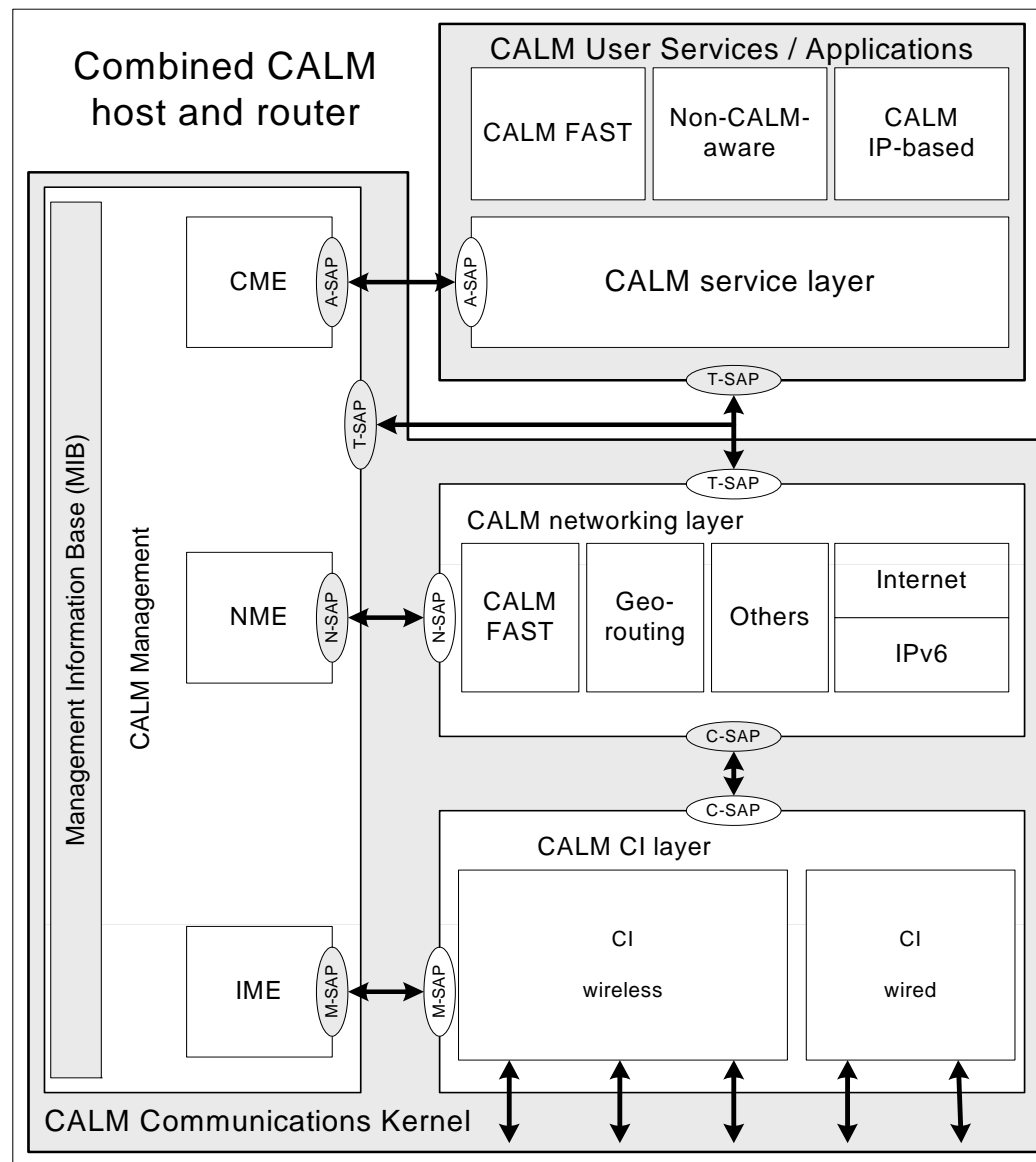 Combined CALM
host and router
CALM User Services / Applications
CALM FAST
Non-CALM-
aware
CALM
IP-based
CALM service layer
A-SAP
T-SAP
Management Information Base (MIB)
CALM Management
CME
A-SAP
T-SAP
NME
N-SAP
IME
M-SAP
T-SAP
CALM networking layer
N-SAP
CALM
FAST
Geo-
routing
Others
Internet
IPv6
C-SAP
C-SAP
CALM CI layer
M-SAP
CI
wireless
CI
wired
CALM Communications Kernel